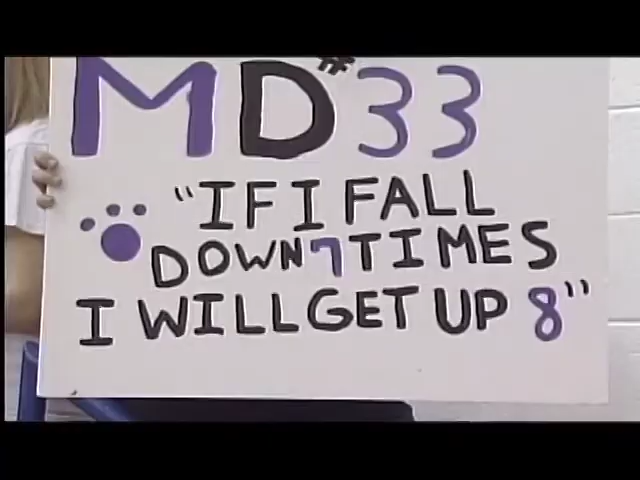 MD #33
"IF I FALL
DOWN 7 TIMES
I WILL GET UP 8"